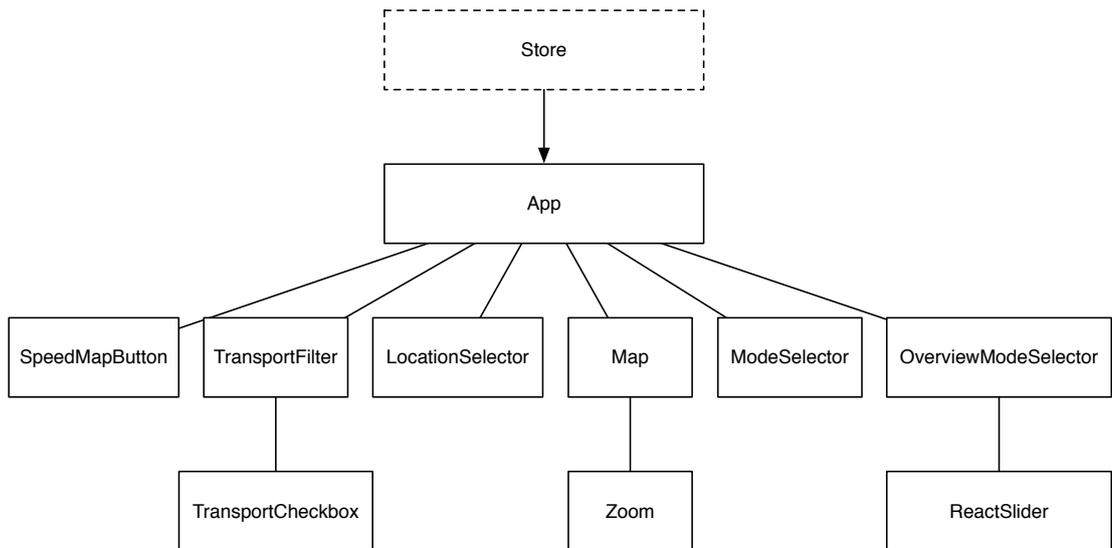 Store
App
SpeedMapButton
TransportFilter
LocationSelector
Map
ModeSelector
OverviewModeSelector
TransportCheckbox
Zoom
ReactSlider